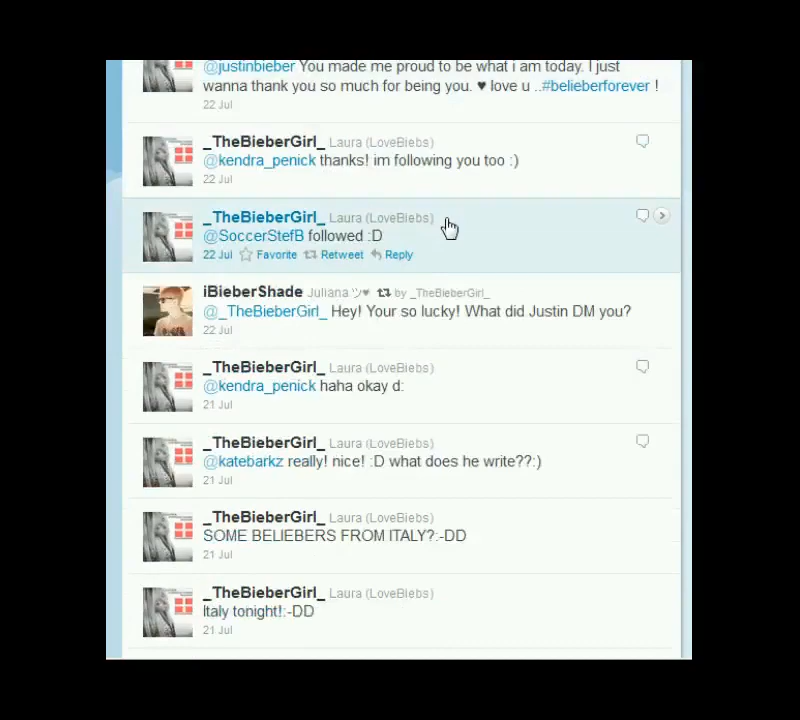 @justinbieber You made me proud to be what i am today. I just
wanna thank you so much for being you. ♥ love u ..#belieberforever !
22 Jul
_TheBieberGirl_ Laura (LoveBiebs)
@kendra_penick thanks! im following you too :)
22 Jul
_TheBieberGirl_ Laura (LoveBiebs)
@SoccerStefB followed :D
22 Jul Favorite Retweet Reply
iBieberShade Juliana ツ♥ by _TheBieberGirl_
@_TheBieberGirl_ Hey! Your so lucky! What did Justin DM you?
22 Jul
_TheBieberGirl_ Laura (LoveBiebs)
@kendra_penick haha okay d:
21 Jul
_TheBieberGirl_ Laura (LoveBiebs)
@katebarkz really! nice! :D what does he write??:)
21 Jul
_TheBieberGirl_ Laura (LoveBiebs)
SOME BELIEBERS FROM ITALY?:-DD
21 Jul
_TheBieberGirl_ Laura (LoveBiebs)
Italy tonight!:-DD
21 Jul